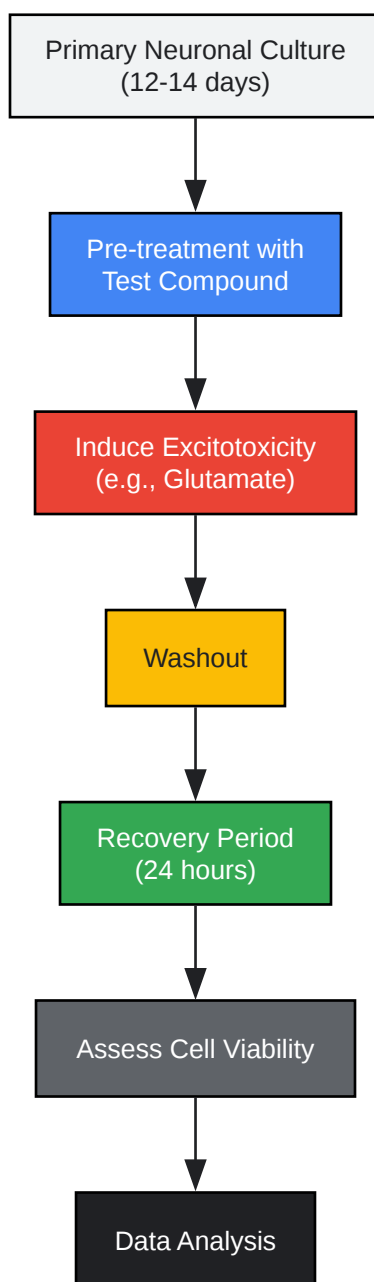 Primary Neuronal Culture
(12-14 days)
Pre-treatment with
Test Compound
Induce Excitotoxicity
(e.g., Glutamate)
Washout
Recovery Period
(24 hours)
Assess Cell Viability
Data Analysis